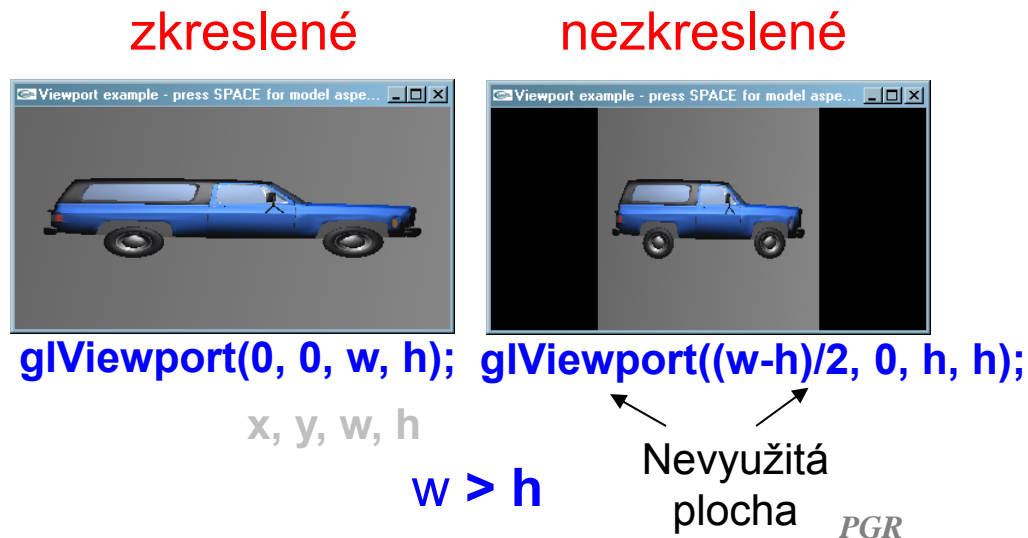 zkreslené
nezkreslené
Viewport example - press SPACE for model aspe...
Viewport example - press SPACE for model aspe...
glViewport(0, 0, w, h);
glViewport((w-h)/2, 0, h, h);
x, y, w, h
w > h
Nevyužitá
plocha
PGR